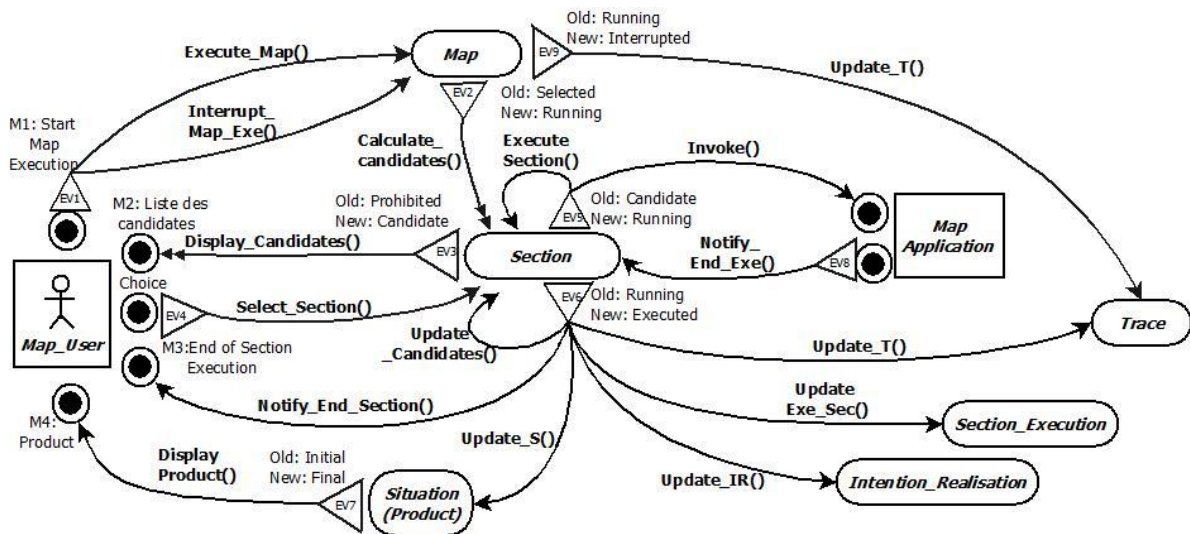 Old: Running
New: Interrupted
EV9
Execute_Map()
Map
Update_T()
EV2
Old: Selected
New: Running
Interrupt_
Map_Exe()
M1: Start
Map
Execution
Calculate_
candidates()
Execute
Section()
Invoke()
EV1
M2: Liste des
candidates
Old: Prohibited
New: Candidate
EV5
Old: Candidate
New: Running
Display_Candidates()
EV3
Section
Notify_
End_Exe()
EV8
Map
Application
Choice
EV4
Select_Section()
EV6
Old: Running
New: Executed
Map_User
Update
_Candidates()
Trace
M3:End of Section
Execution
Update_T()
Notify_End_Section()
Update
Exe_Sec()
M4:
Product
Section_Execution
Update_S()
Display
Product()
Old: Initial
New: Final
Update_IR()
Intention_Realisation
EV7
Situation
(Product)